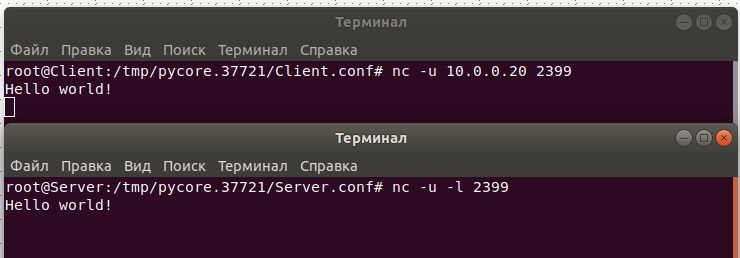 Терминал
Файл Правка Вид Поиск Терминал Справка
root@Client:/tmp/pycore.37721/Client.conf# nc -u 10.0.0.20 2399
Hello world!
Терминал
Файл Правка Вид Поиск Терминал Справка
root@Server:/tmp/pycore.37721/Server.conf# nc -u -l 2399
Hello world!